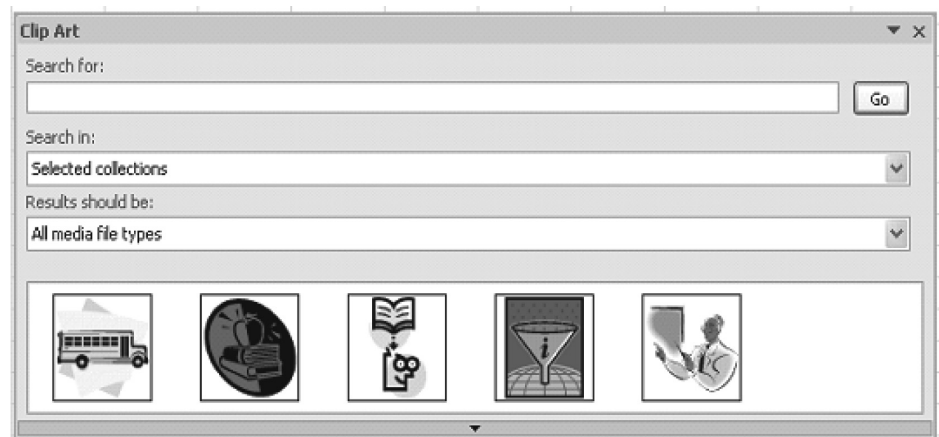 Clip Art
Search for:
Go
Search in:
Selected collections
Results should be:
All media file types
i